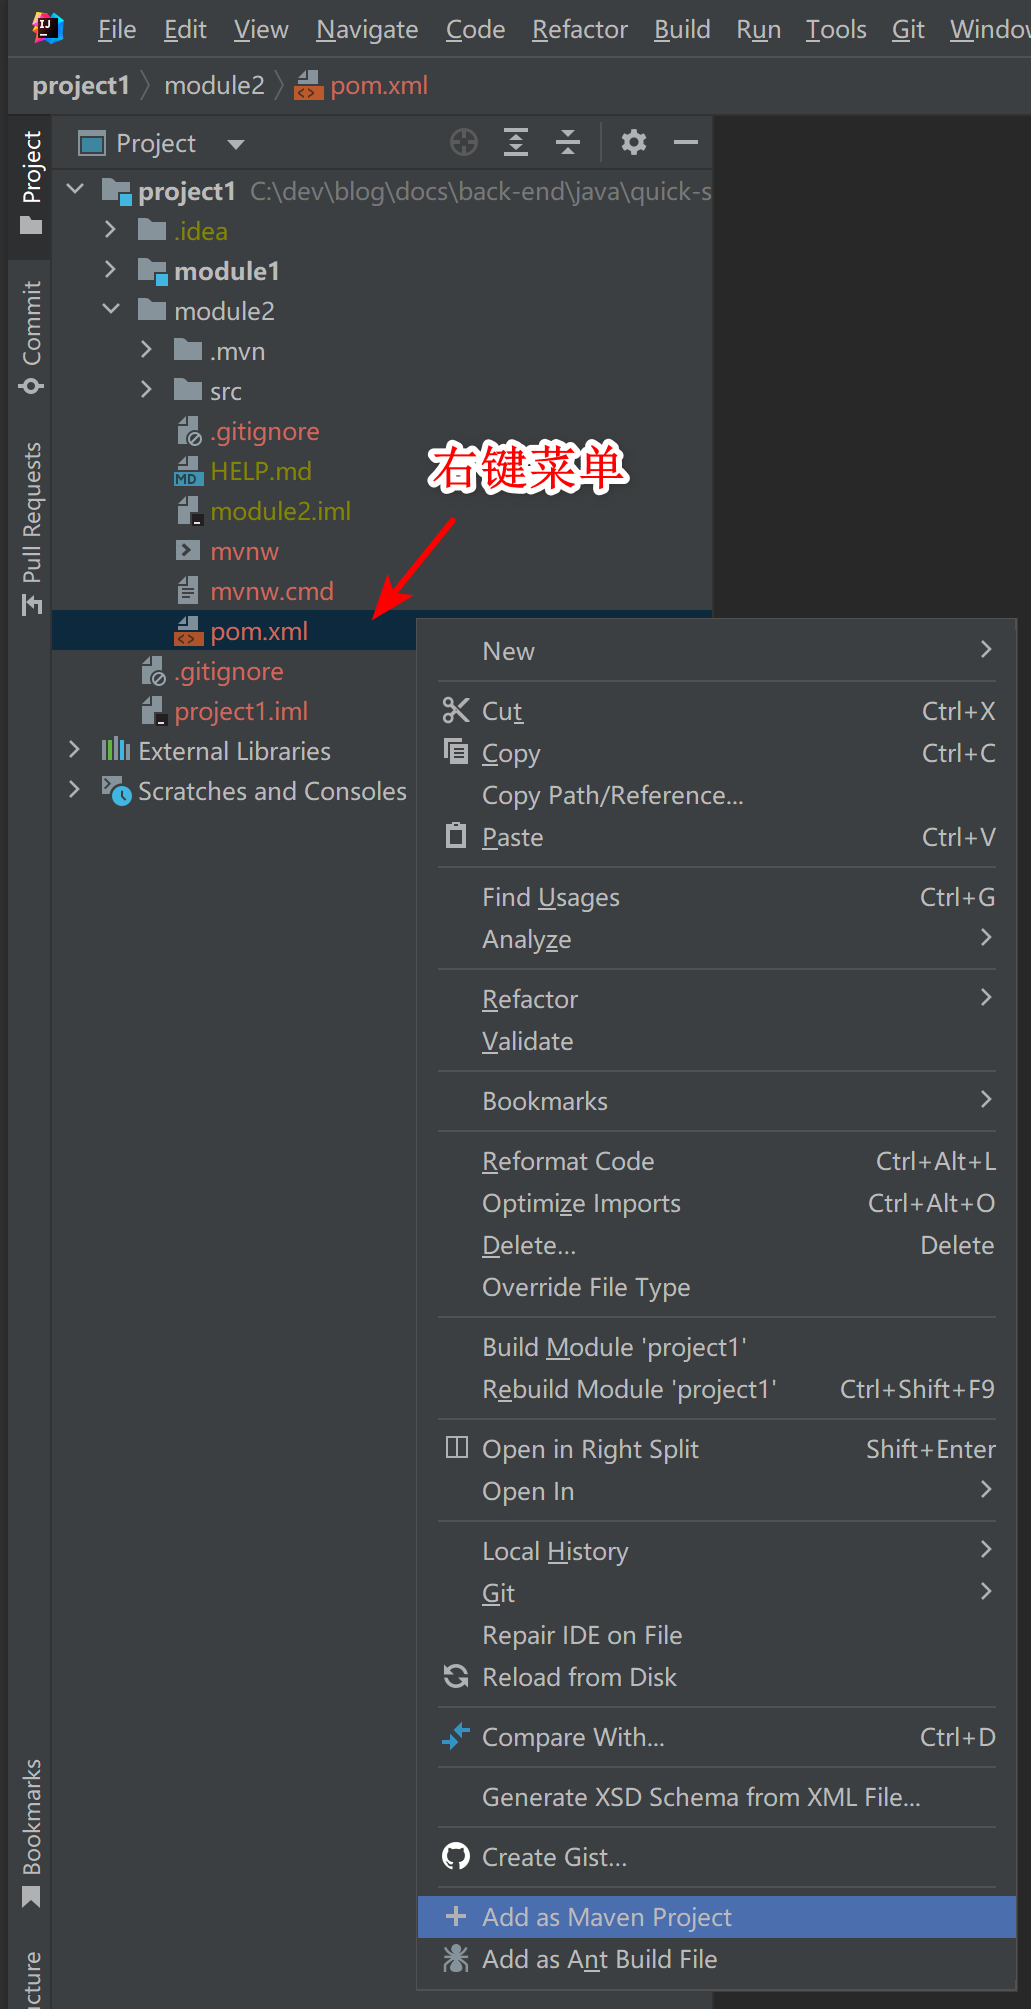 File Edit View Navigate Code Refactor Build Run Tools Git Windov
project1 module2 pom.xml
Project
Project
project1 C:\dev\blog\docs\back-end\java\quick-s
.idea
module1
Commit
module2
.mvn
src
.gitignore
Pull Requests
HELP.md
右键菜单
module2.iml
mvnw
mvnw.cmd
pom.xml
.gitignore
project1.iml
External Libraries
Scratches and Consoles
New
Cut Ctrl+X
Copy Ctrl+C
Copy Path/Reference...
Paste Ctrl+V
Find Usages Ctrl+G
Analyze
Refactor
Validate
Bookmarks
Reformat Code Ctrl+Alt+L
Optimize Imports Ctrl+Alt+O
Delete... Delete
Override File Type
Build Module 'project1'
Rebuild Module 'project1' Ctrl+Shift+F9
Open in Right Split Shift+Enter
Open In
Local History
Git
Repair IDE on File
Reload from Disk
Compare With... Ctrl+D
Generate XSD Schema from XML File...
Create Gist...
Add as Maven Project
Add as Ant Build File
Bookmarks
cture